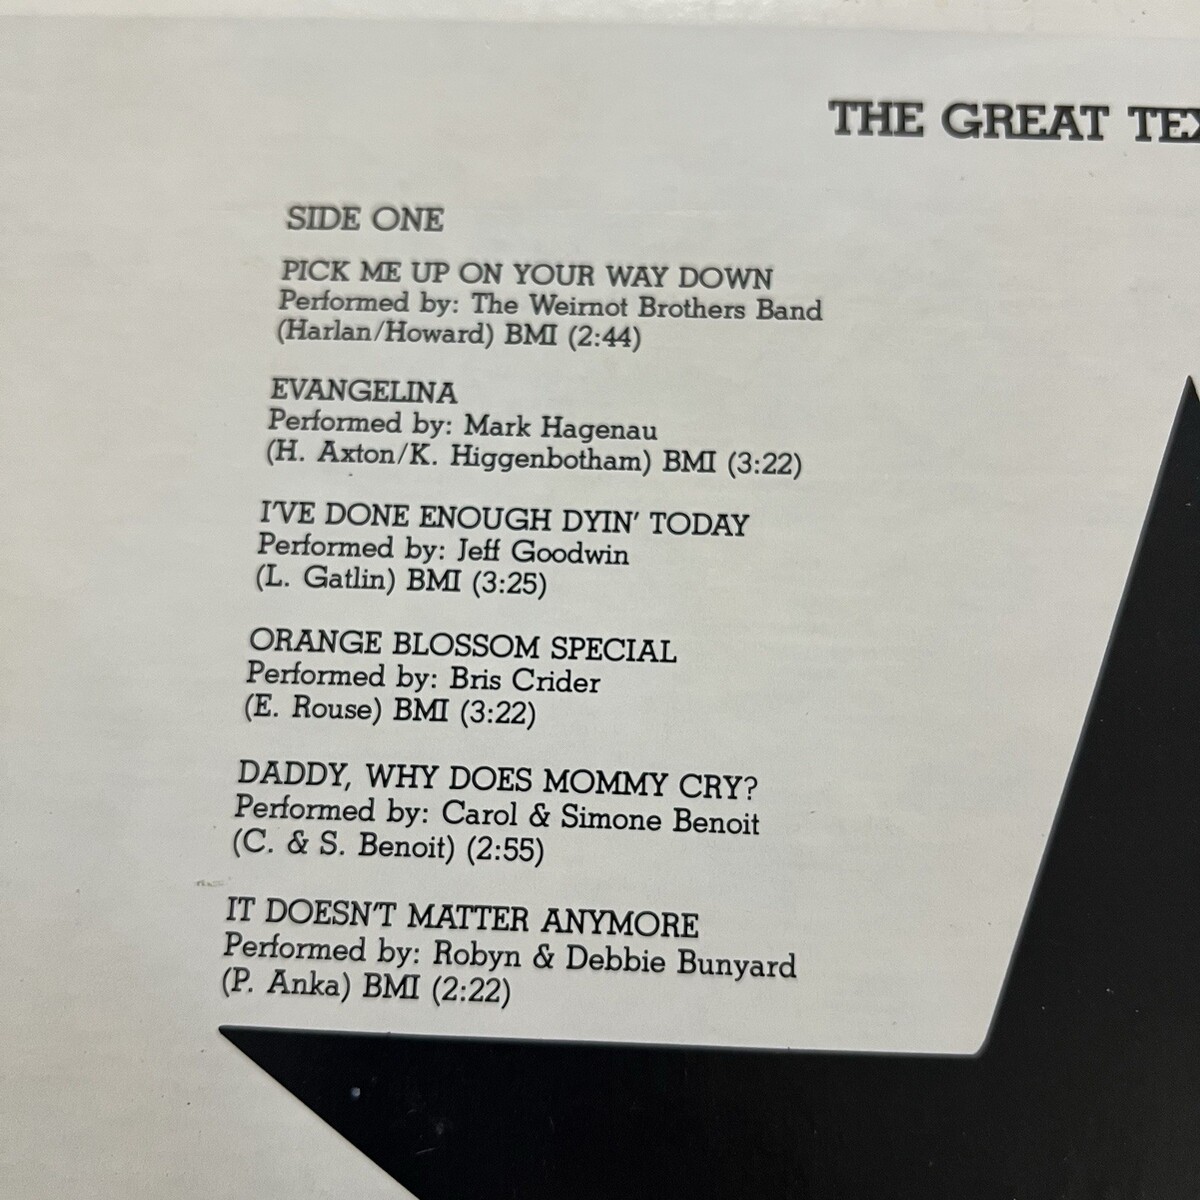 THE GREAT TEX
SIDE ONE
PICK ME UP ON YOUR WAY DOWN
Performed by: The Weirnot Brothers Band
(Harlan/Howard) BMI (2:44)
EVANGELINA
Performed by: Mark Hagenau
(H. Axton/K. Higgenbotham) BMI (3:22)
I'VE DONE ENOUGH DYIN' TODAY
Performed by: Jeff Goodwin
(L. Gatlin) BMI (3:25)
ORANGE BLOSSOM SPECIAL
Performed by: Bris Crider
(E. Rouse) BMI (3:22)
DADDY, WHY DOES MOMMY CRY?
Performed by: Carol & Simone Benoit
(C. & S. Benoit) (2:55)
IT DOESN'T MATTER ANYMORE
Performed by: Robyn & Debbie Bunyard
(P. Anka) BMI (2:22)